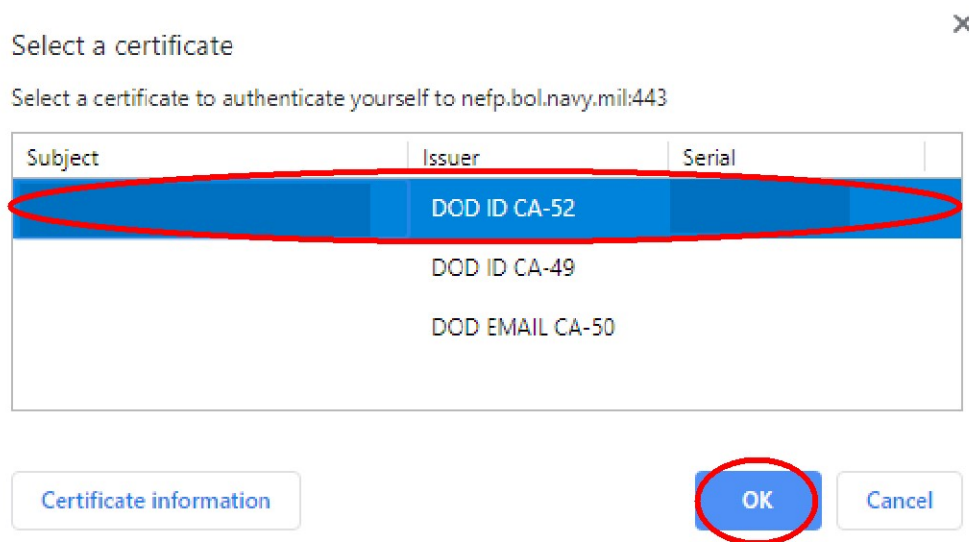 Select a certificate
Select a certificate to authenticate yourself to nefp.bol.navy.mil:443
Subject Issuer Serial
DOD ID CA-52
DOD ID CA-49
DOD EMAIL CA-50
Certificate information OK Cancel